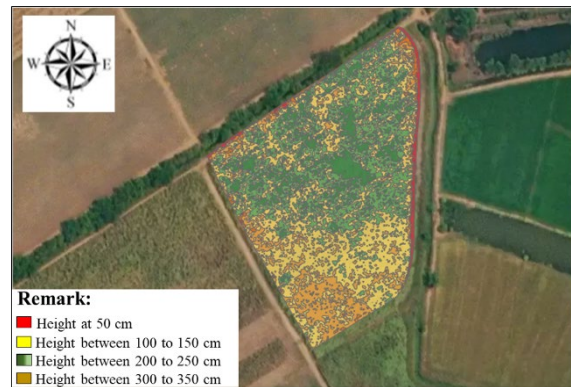 N
W E
S
Remark:
Height at 50 cm
Height between 100 to 150 cm
Height between 200 to 250 cm
Height between 300 to 350 cm